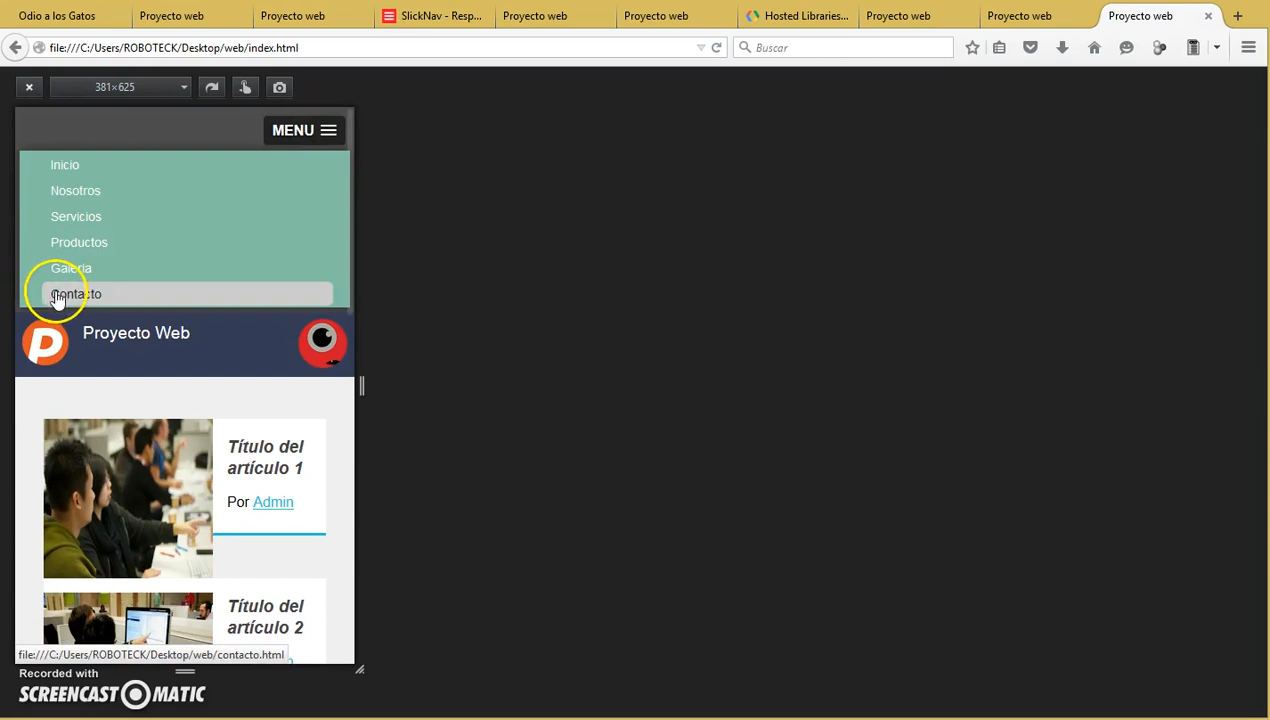 Odio a los Gatos
Proyecto web
Proyecto web
SlickNav - Resp...
Proyecto web
Proyecto web
Hosted Libraries...
Proyecto web
Proyecto web
Proyecto web
file:///C:/Users/ROBOTECK/Desktop/web/index.html
Buscar
381×625
MENU
Inicio
Nosotros
Servicios
Productos
Galeria
Contacto
P
Proyecto Web
Título del
artículo 1
Por Admin
Título del
artículo 2
file:///C:/Users/ROBOTECK/Desktop/web/contacto.html
Recorded with
SCREENCAST MATIC